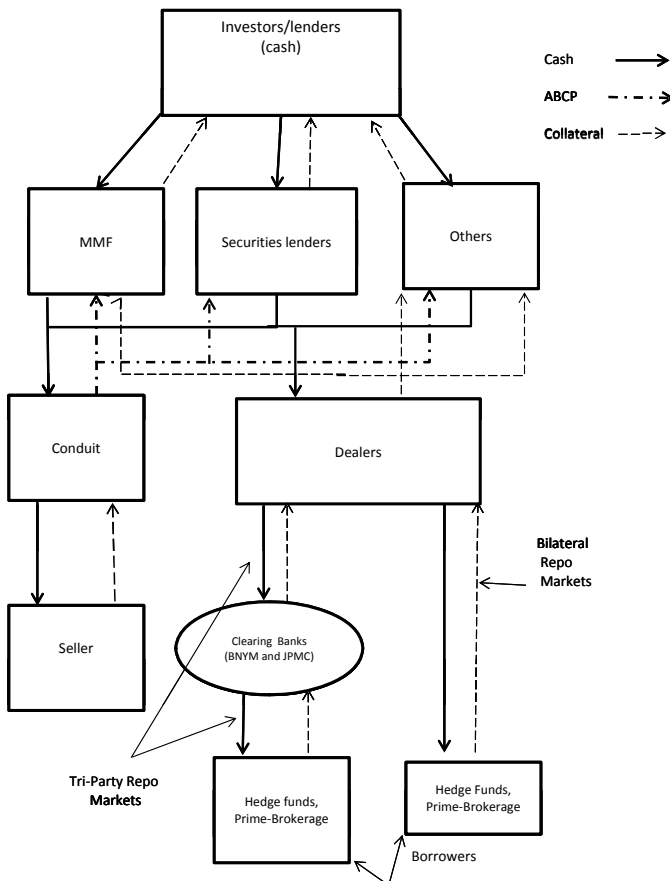 Investors/lenders
(cash)
Cash
ABCP
Collateral
MMF
Securities lenders
Others
Conduit
Dealers
Bilateral
Repo
Markets
Seller
Clearing Banks
(BNYM and JPMC)
Tri-Party Repo
Markets
Hedge funds,
Prime-Brokerage
Hedge Funds,
Prime-Brokerage
Borrowers